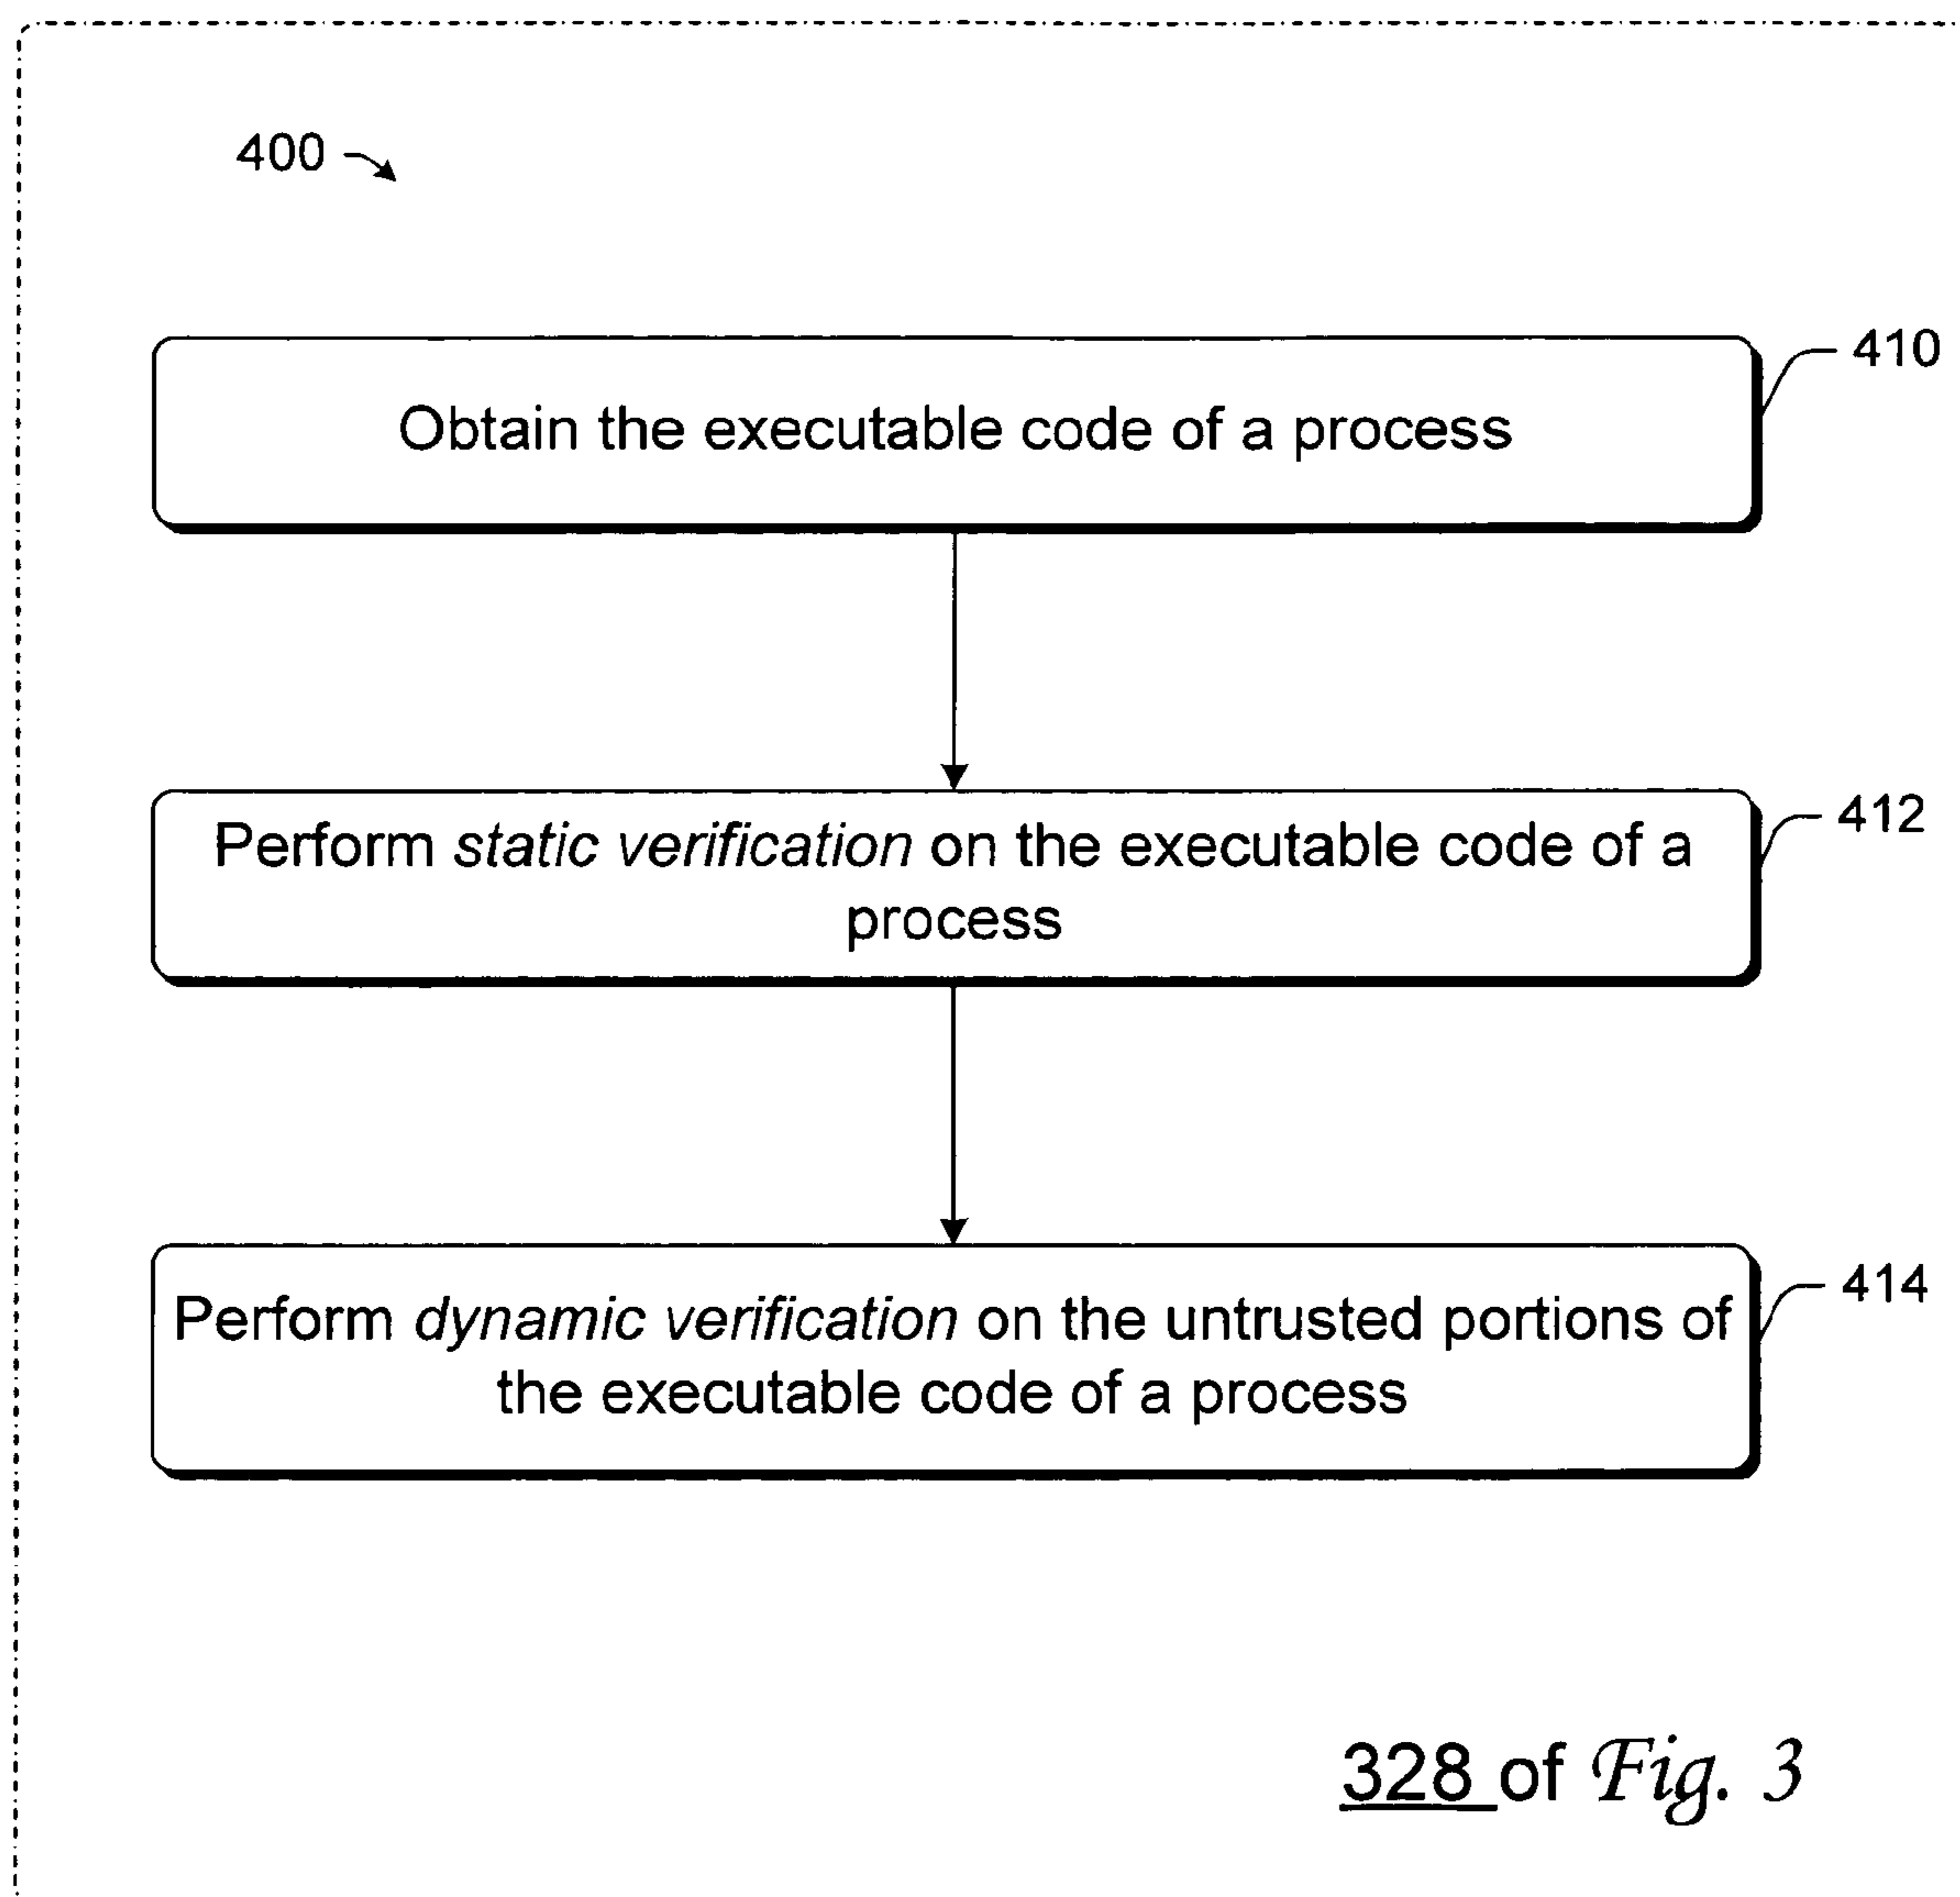 400
410
Obtain the executable code of a process
412
Perform static verification on the executable code of a
process
414
Perform dynamic verification on the untrusted portions of
the executable code of a process
328 of Fig. 3